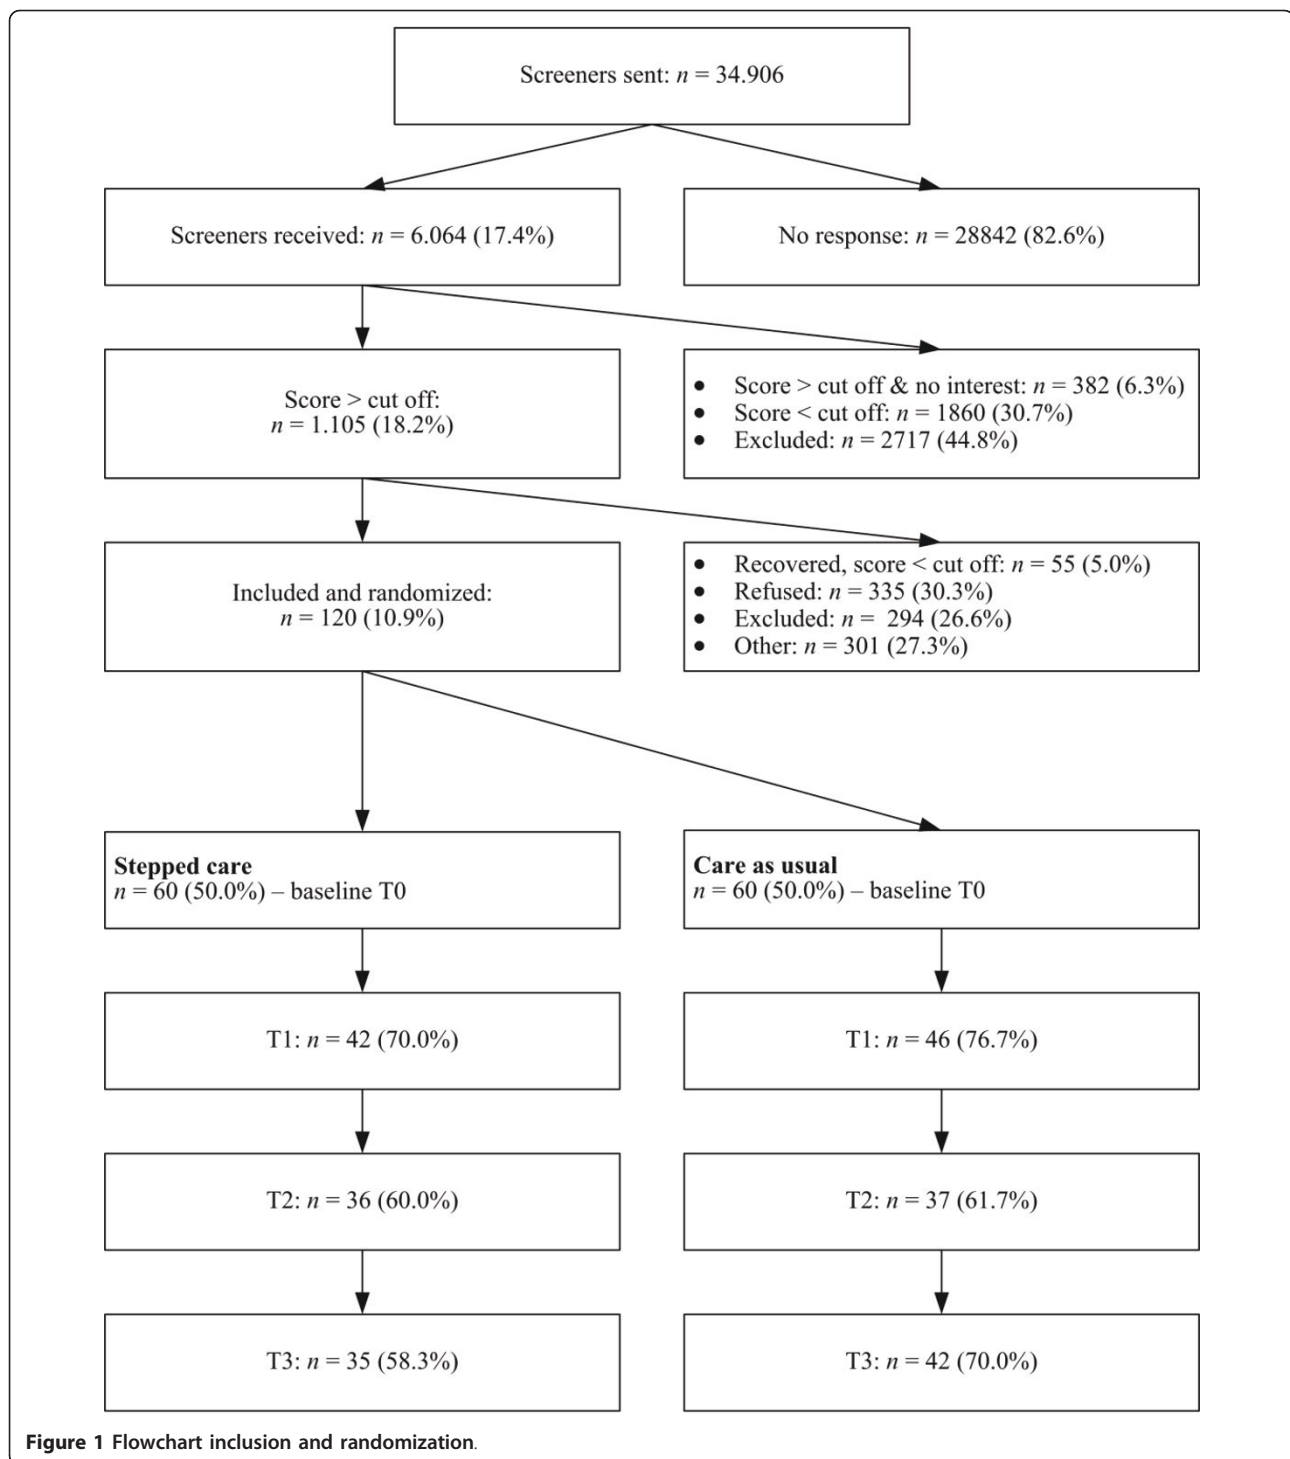 Screeners sent: n = 34.906
Screeners received: n = 6.064 (17.4%)
No response: n = 28842 (82.6%)
Score > cut off:
n = 1.105 (18.2%)
● Score > cut off & no interest: n = 382 (6.3%)
● Score < cut off: n = 1860 (30.7%)
● Excluded: n = 2717 (44.8%)
Included and randomized:
n = 120 (10.9%)
● Recovered, score < cut off: n = 55 (5.0%)
● Refused: n = 335 (30.3%)
● Excluded: n = 294 (26.6%)
● Other: n = 301 (27.3%)
Stepped care
n = 60 (50.0%) – baseline T0
Care as usual
n = 60 (50.0%) – baseline T0
T1: n = 42 (70.0%)
T1: n = 46 (76.7%)
T2: n = 36 (60.0%)
T2: n = 37 (61.7%)
T3: n = 35 (58.3%)
T3: n = 42 (70.0%)
Figure 1 Flowchart inclusion and randomization.